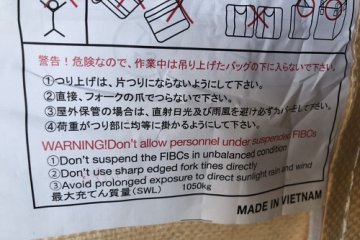 警告！危険なので、作業中は吊り上げたバッグの下に入らないで下さい。
①つり上げは、片つりにならないようにして下さい。
②直接、フォークの爪でつらないで下さい。
③屋外保管の場合は、直射日光及び雨風を避け必ずカバーをして下さい。
④荷重がつり部に均等に掛かるようにして下さい。
WARNING!Don't allow personnel under suspended FIBCs
①Don't suspend the FIBCs in unbalanced condition
②Don't use sharp edged fork tines directly
③Avoid prolonged exposure to direct sunlight rain and wind
最大充てん質量(SWL) 1050kg
MADE IN VIETNAM